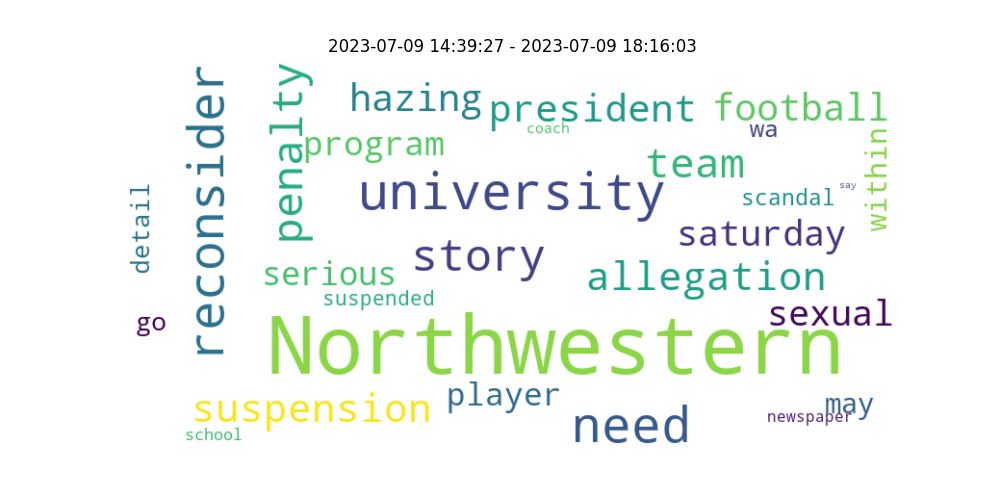 2023-07-09 14:39:27 - 2023-07-09 18:16:03
reconsider
penalty
hazing
president
football
coach
wa
program
within
team
university
say
scandal
detail
saturday
story
serious
allegation
suspended
sexual
go
Northwestern
player
may
suspension
need
newspaper
school